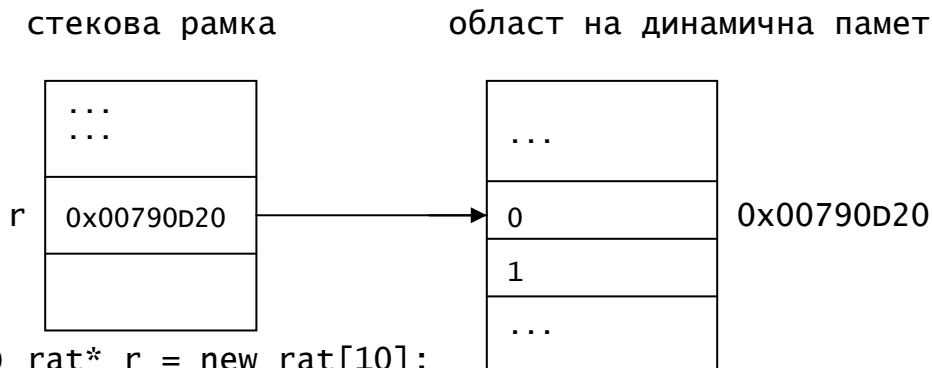 стекова рамка област на динамична памет
...
...
...
r 0x00790D20 0 0x00790D20
1
...
rat* r = new rat[10];